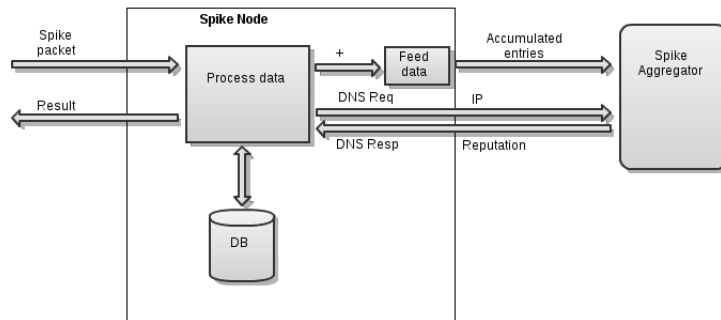 Spike Node
Spike
packet
Process data
+
Feed
data
Accumulated
entries
Spike
Aggregator
Result
DNS Req
IP
DNS Resp
Reputation
DB